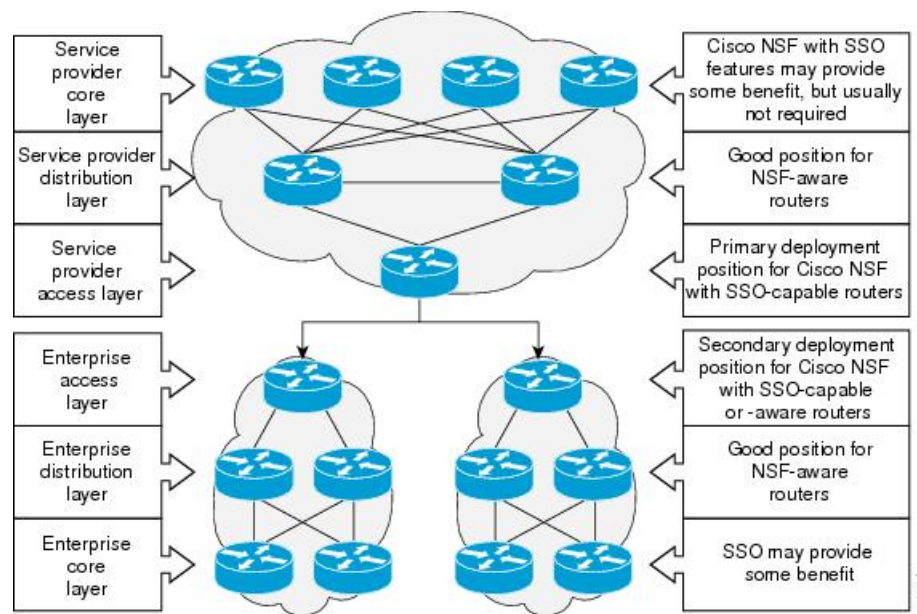 Service
provider
core
layer
Cisco NSF with SSO
features may provide
some benefit, but usually
not required
Service provider
distribution
layer
Good position for
NSF-aware
routers
Service
provider
access layer
Primary deployment
position for Cisco NSF
with SSO-capable routers
Enterprise
access
layer
Secondary deployment
position for Cisco NSF
with SSO-capable
or -aware routers
Enterprise
distribution
layer
Good position for
NSF-aware
routers
Enterprise
core
layer
SSO may provide
some benefit